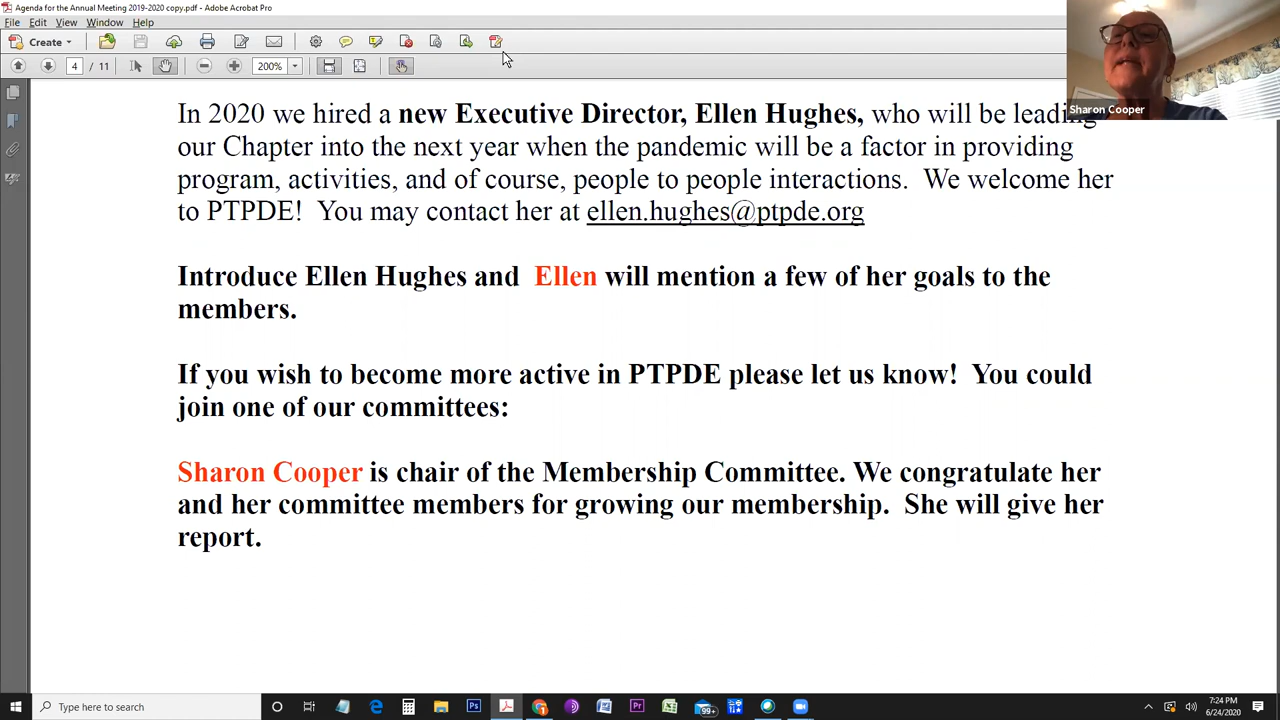 Agenda for the Annual Meeting 2019-2020 copy.pdf - Adobe Acrobat Pro
File Edit View Window Help
Create
4 / 11 200%
Sharon Cooper
In 2020 we hired a new Executive Director, Ellen Hughes, who will be leading
our Chapter into the next year when the pandemic will be a factor in providing
program, activities, and of course, people to people interactions. We welcome her
to PTPDE! You may contact her at ellen.hughes@ptpde.org
Introduce Ellen Hughes and Ellen will mention a few of her goals to the
members.
If you wish to become more active in PTPDE please let us know! You could
join one of our committees:
Sharon Cooper is chair of the Membership Committee. We congratulate her
and her committee members for growing our membership. She will give her
report.
Type here to search
Ps
Pr
99+
7:24 PM
6/24/2020